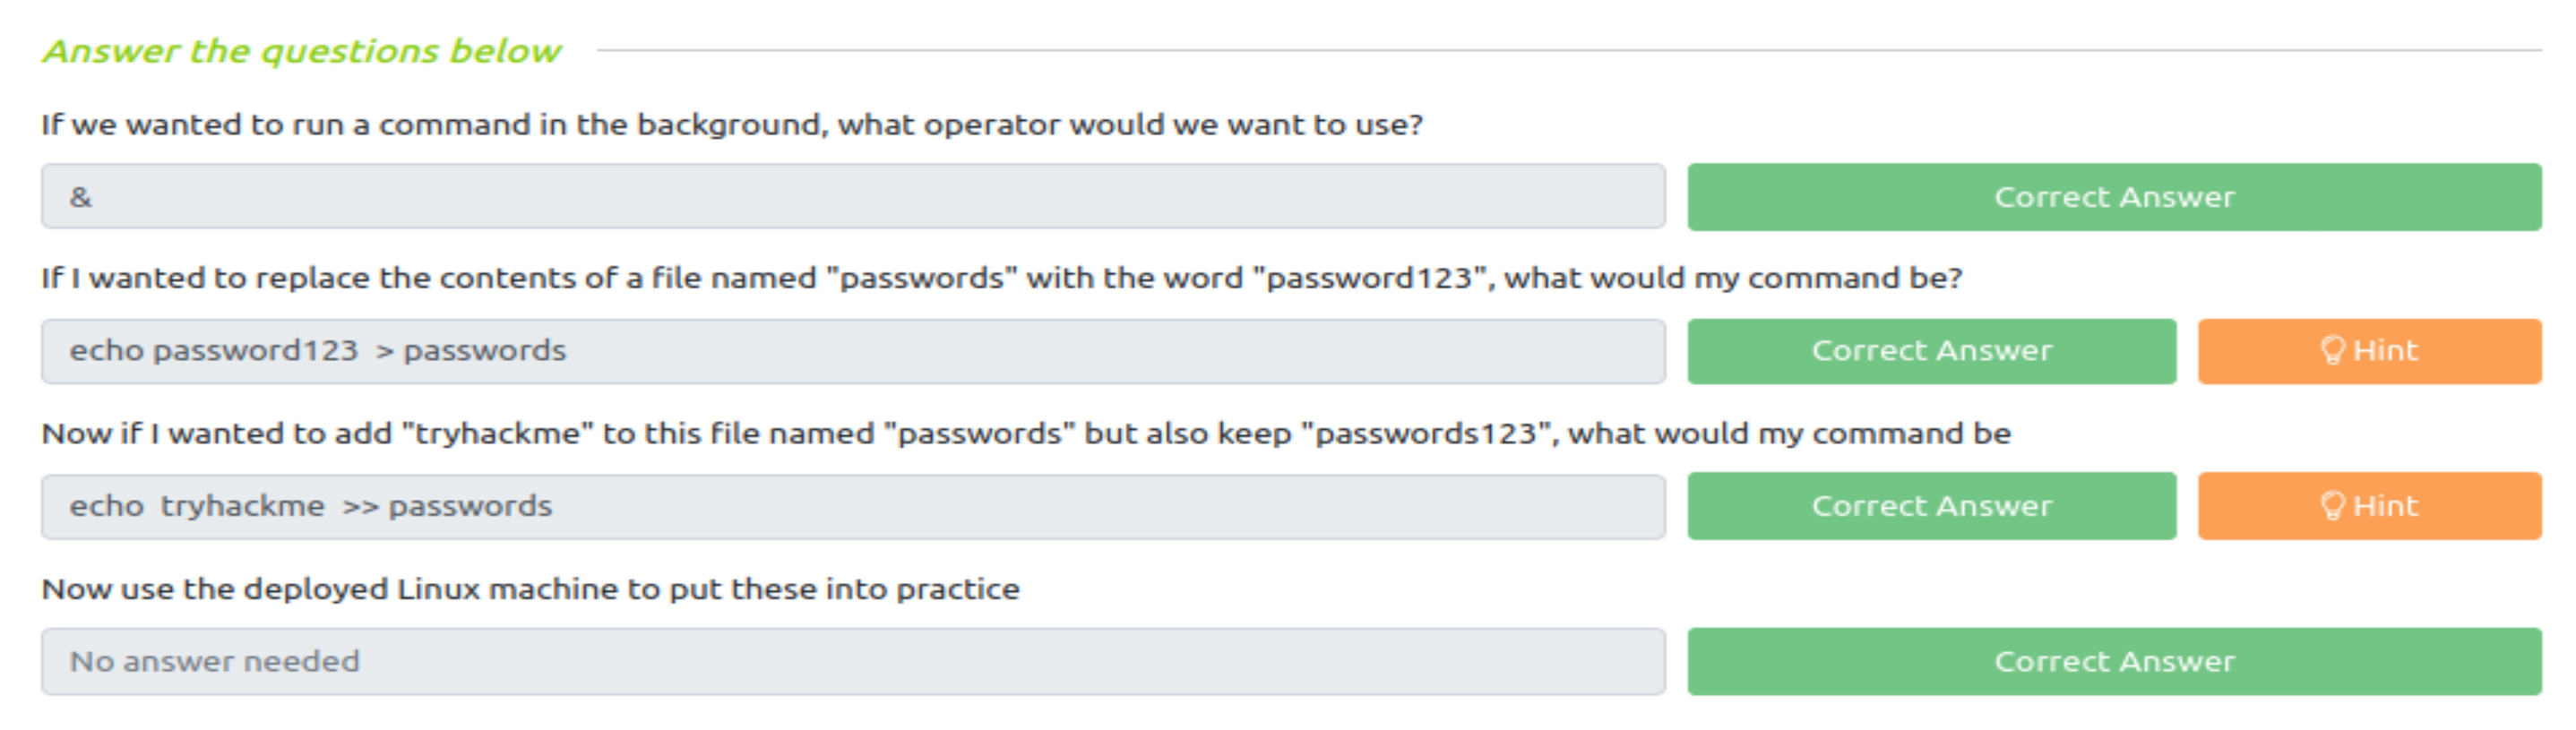 Answer the questions below
If we wanted to run a command in the background, what operator would we want to use?
&
Correct Answer
If I wanted to replace the contents of a file named "passwords" with the word "password123", what would my command be?
echo password123  > passwords
Correct Answer
Hint
Now if I wanted to add "tryhackme" to this file named "passwords" but also keep "passwords123", what would my command be
echo  tryhackme  >> passwords
Correct Answer
Hint
Now use the deployed Linux machine to put these into practice
No answer needed
Correct Answer